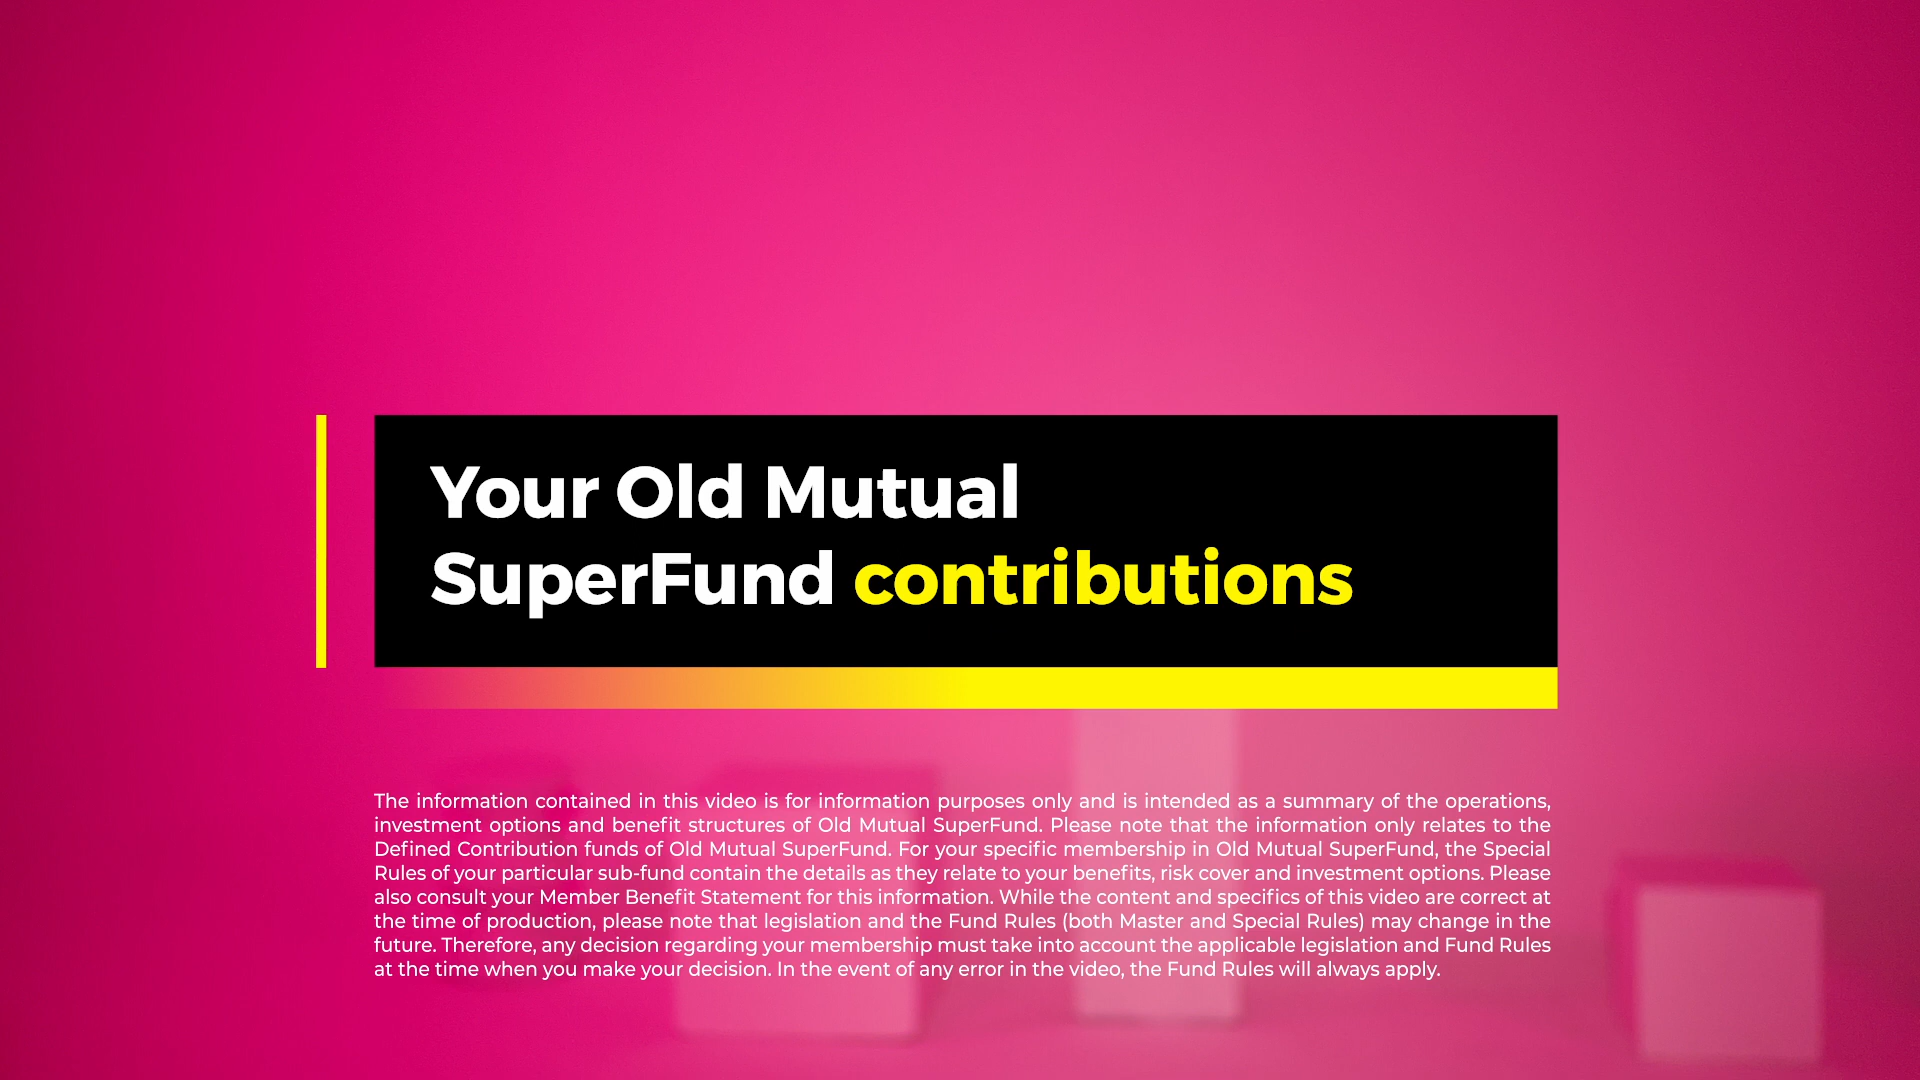 Your Old Mutual
SuperFund contributions
The information contained in this video is for information purposes only and is intended as a summary of the operations,
investment options and benefit structures of Old Mutual SuperFund. Please note that the information only relates to the
Defined Contribution funds of Old Mutual SuperFund. For your specific membership in Old Mutual SuperFund, the Special
Rules of your particular sub-fund contain the details as they relate to your benefits, risk cover and investment options. Please
also consult your Member Benefit Statement for this information. While the content and specifics of this video are correct at
the time of production, please note that legislation and the Fund Rules (both Master and Special Rules) may change in the
future. Therefore, any decision regarding your membership must take into account the applicable legislation and Fund Rules
at the time when you make your decision. In the event of any error in the video, the Fund Rules will always apply.